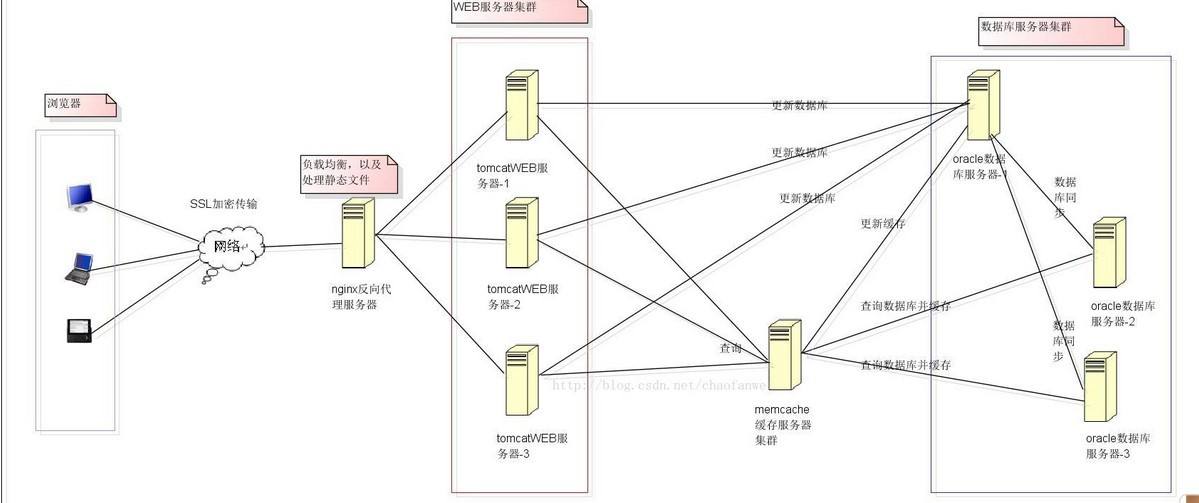 WEB服务器集群
数据库服务器集群
浏览器
负载均衡，以及
处理静态文件
SSL加密传输
网络
nginx反向代
理服务器
tomcatWEB服
务器-1
tomcatWEB服
务器-2
tomcatWEB服
务器-3
更新数据库
更新数据库
更新数据库
更新缓存
查询数据库并缓存
查询数据库并缓存
查询
http://blog.csdn.net/chaofanwe
memcache
缓存服务器
集群
oracle数据
库服务器-1
数据
库同
步
数据
库同
步
oracle数据库
服务器-2
oracle数据库
服务器-3